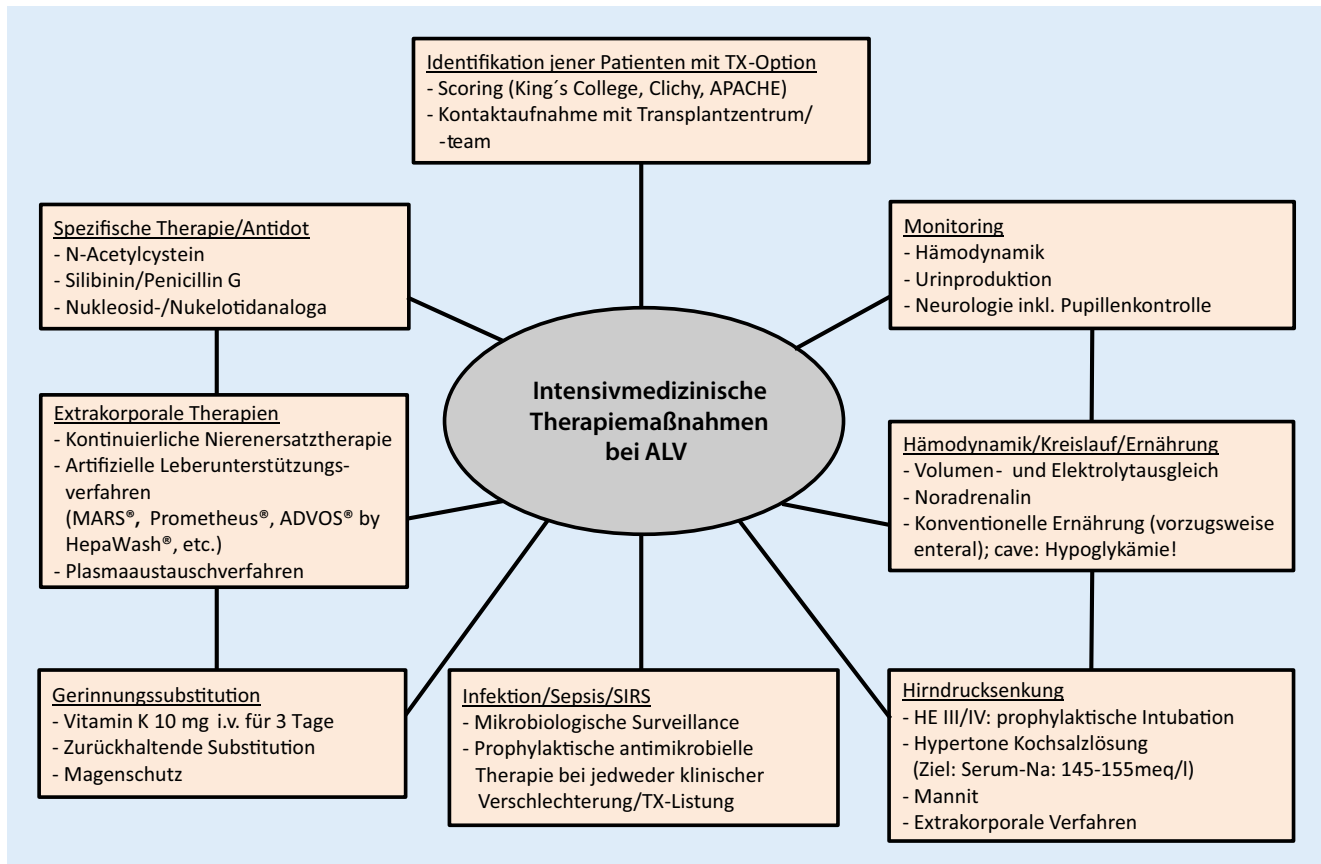 Identifikation jener Patienten mit TX-Option
- Scoring (King´s College, Clichy, APACHE)
- Kontaktaufnahme mit Transplantzentrum/
-team
Spezifische Therapie/Antidot
- N-Acetylcystein
- Silibinin/Penicillin G
- Nukleosid-/Nukelotidanaloga
Monitoring
- Hämodynamik
- Urinproduktion
- Neurologie inkl. Pupillenkontrolle
Intensivmedizinische
Therapiemaßnahmen
bei ALV
Extrakorporale Therapien
- Kontinuierliche Nierenersatztherapie
- Artifizielle Leberunterstützungs-
verfahren
(MARS®, Prometheus®, ADVOS® by
HepaWash®, etc.)
- Plasmaaustauschverfahren
Hämodynamik/Kreislauf/Ernährung
- Volumen- und Elektrolytausgleich
- Noradrenalin
- Konventionelle Ernährung (vorzugsweise
enteral); cave: Hypoglykämie!
Gerinnungssubstitution
- Vitamin K 10 mg i.v. für 3 Tage
- Zurückhaltende Substitution
- Magenschutz
Infektion/Sepsis/SIRS
- Mikrobiologische Surveillance
- Prophylaktische antimikrobielle
Therapie bei jedweder klinischer
Verschlechterung/TX-Listung
Hirndrucksenkung
- HE III/IV: prophylaktische Intubation
- Hypertone Kochsalzlösung
(Ziel: Serum-Na: 145-155meq/l)
- Mannit
- Extrakorporale Verfahren